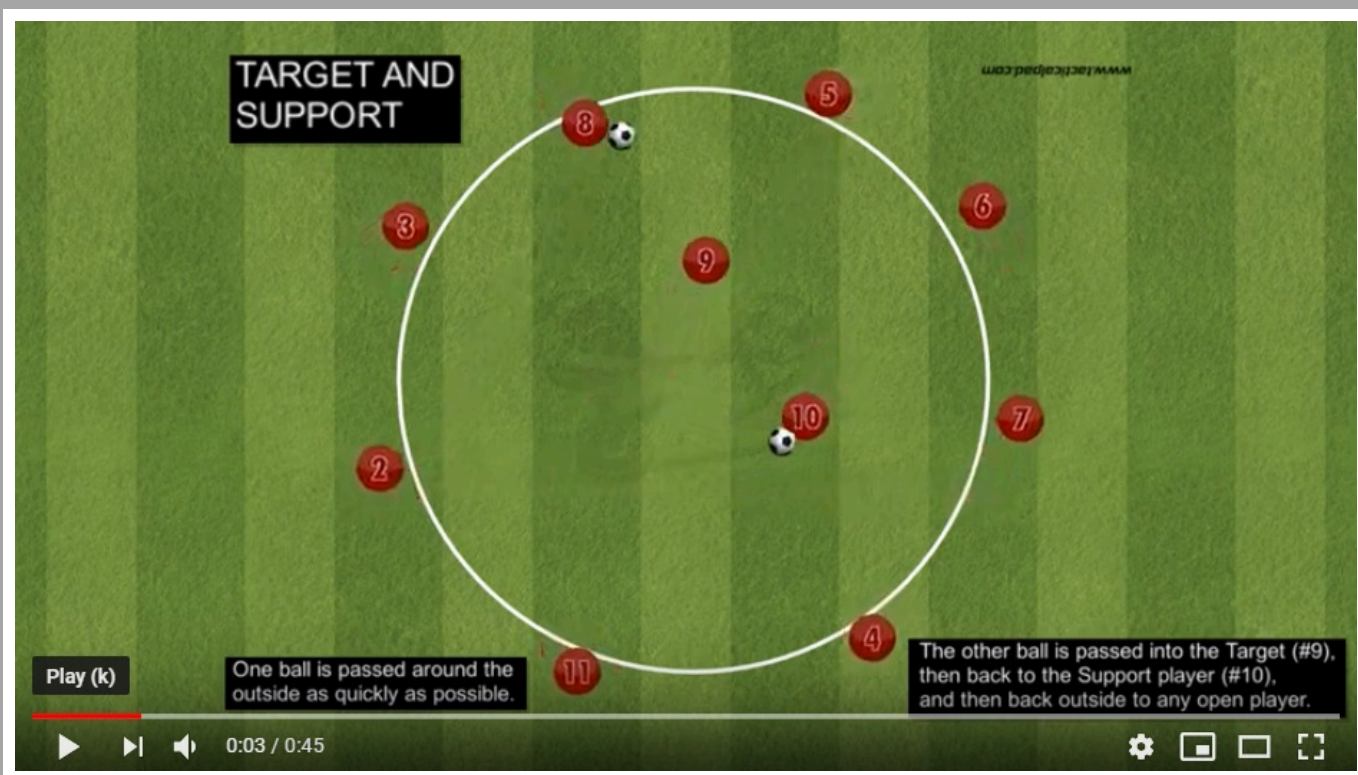 TARGET AND
SUPPORT
www.tacticalpad.com
5
8
6
3
9
10
7
2
4
11
The other ball is passed into the Target (#9),
then back to the Support player (#10),
and then back outside to any open player.
One ball is passed around the
outside as quickly as possible.
Play (k)
0:03 / 0:45